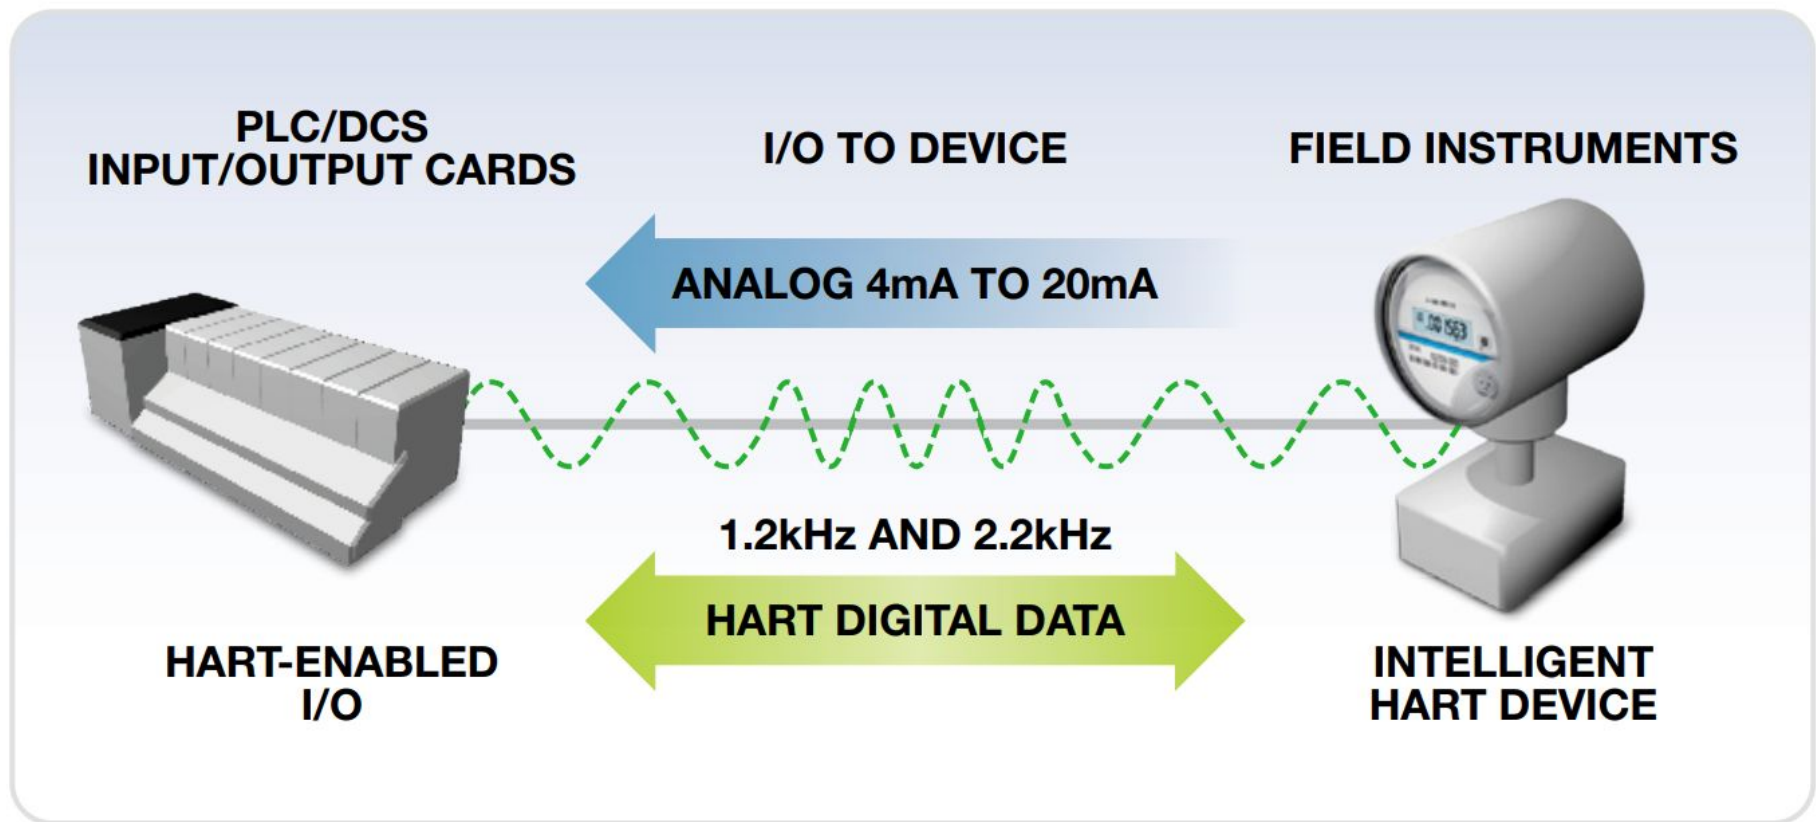 PLC/DCS
INPUT/OUTPUT CARDS
I/O TO DEVICE
FIELD INSTRUMENTS
ANALOG 4mA TO 20mA
1.2kHz AND 2.2kHz
HART DIGITAL DATA
HART-ENABLED
I/O
INTELLIGENT
HART DEVICE